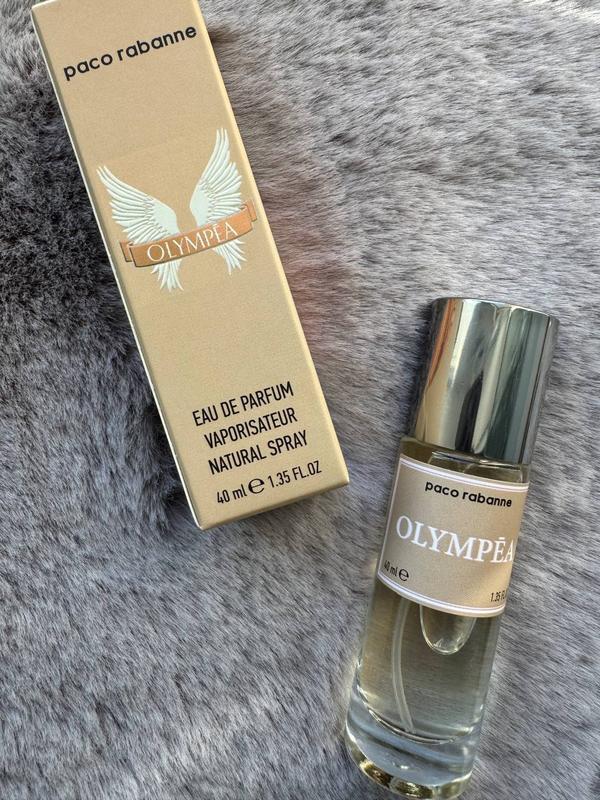 paco rabanne
OLYMPĒA
EAU DE PARFUM
VAPORISATEUR
NATURAL SPRAY
40 ml ℮ 1.35 FL.OZ
paco rabanne
OLYMPĒA
40 ml ℮
1.35